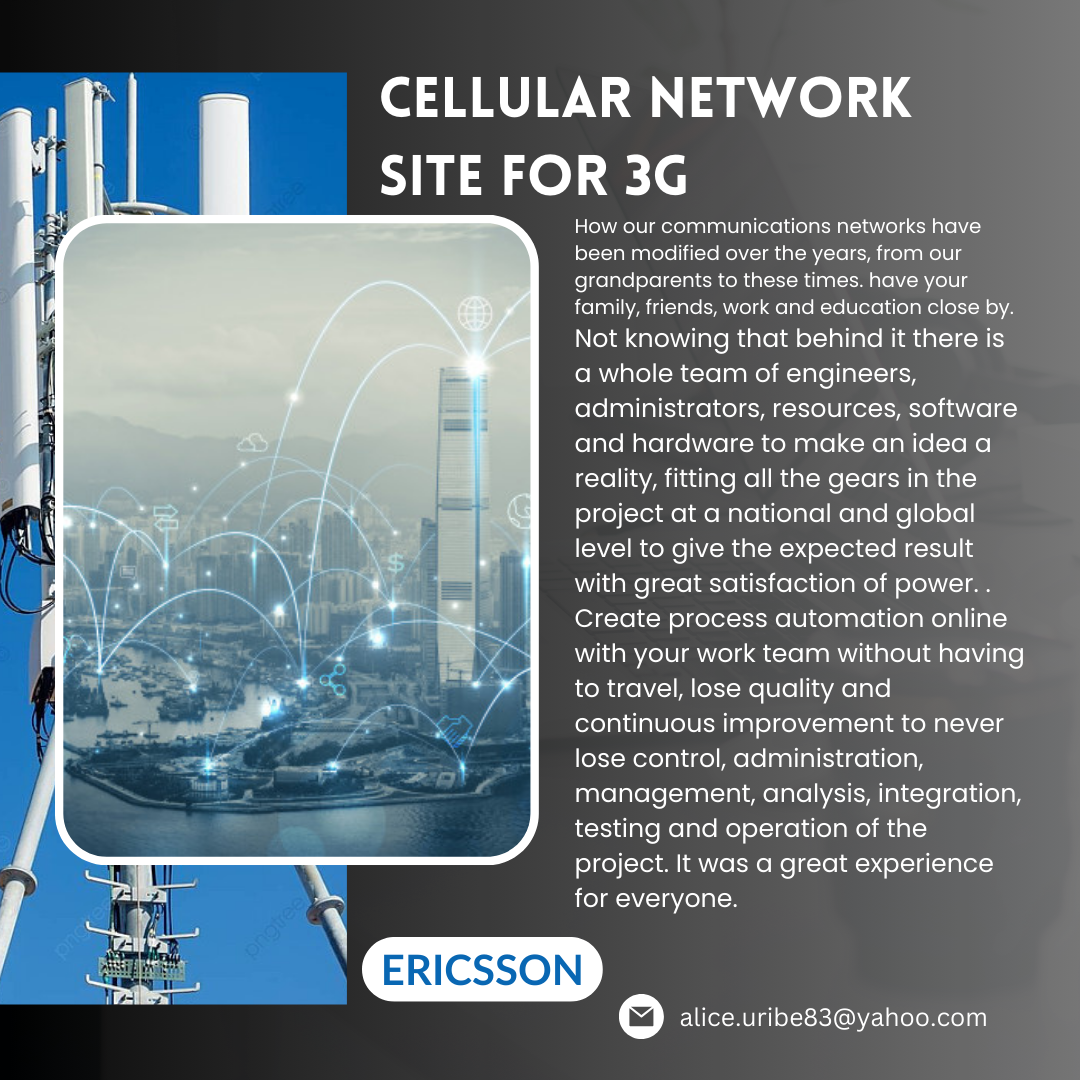 CELLULAR NETWORK
SITE FOR 3G
How our communications networks have
been modified over the years, from our
grandparents to these times. have your
family, friends, work and education close by.
Not knowing that behind it there is
a whole team of engineers,
administrators, resources, software
and hardware to make an idea a
reality, fitting all the gears in the
project at a national and global
level to give the expected result
with great satisfaction of power. .
Create process automation online
with your work team without having
to travel, lose quality and
continuous improvement to never
lose control, administration,
management, analysis, integration,
testing and operation of the
project. It was a great experience
for everyone.
ERICSSON
alice.uribe83@yahoo.com
pngtree
pngtree
pngtree